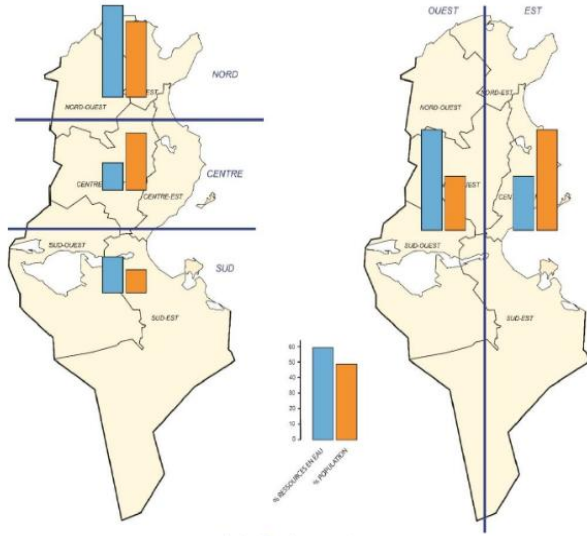 NORD
NORD-OUEST
EST
CENTRE
CENTRE
CENTRE-EST
SUD-OUEST
SUD
SUD-EST
OUEST
EST
NORD-EST
NORD-OUEST
EST
CEN
SUD-OUEST
SUD-EST
60
50
40
30
20
10
0
% RESSOURCES EN EAU
% POPULATION